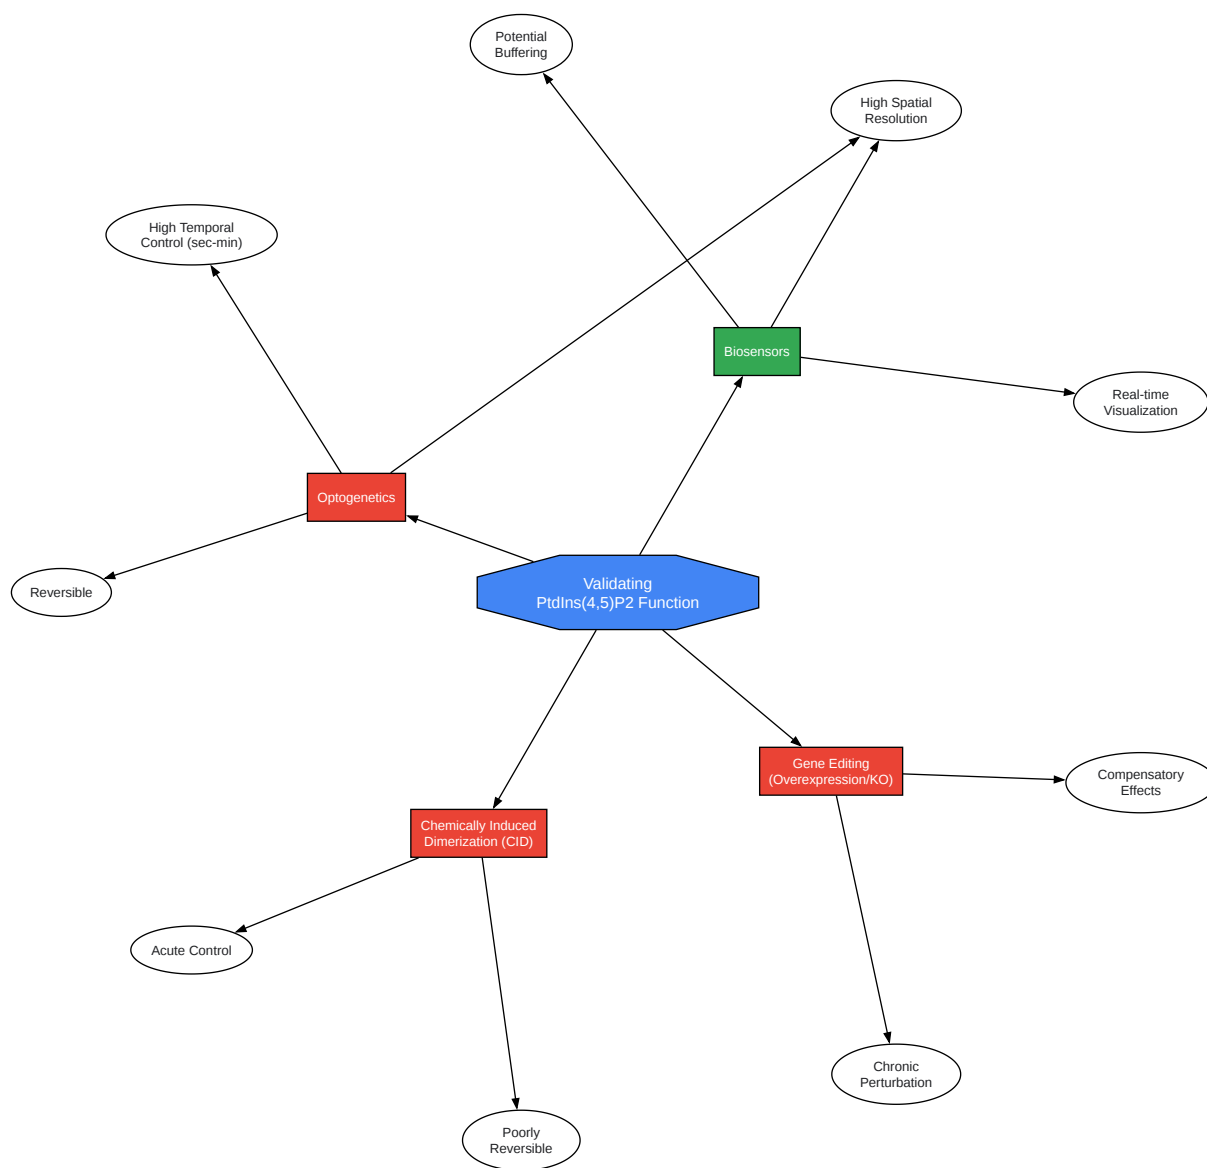 Potential
Buffering
High Spatial
Resolution
High Temporal
Control (sec-min)
Biosensors
Real-time
Visualization
Optogenetics
Reversible
Validating
PtdIns(4,5)P2 Function
Gene Editing
(Overexpression/KO)
Compensatory
Effects
Chemically Induced
Dimerization (CID)
Acute Control
Chronic
Perturbation
Poorly
Reversible